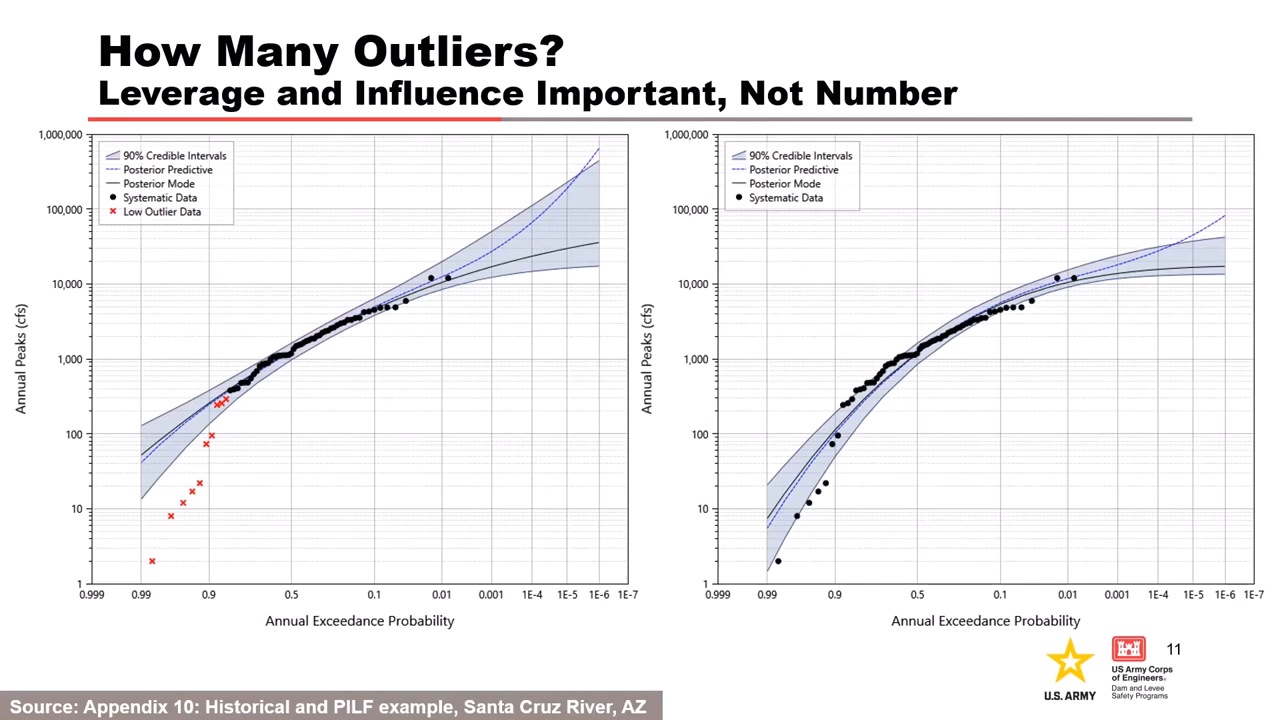 How Many Outliers?
Leverage and Influence Important, Not Number
1,000,000
100,000
10,000
1,000
100
10
1
Annual Peaks (cfs)
90% Credible Intervals
Posterior Predictive
Posterior Mode
Systematic Data
Low Outlier Data
0.999 0.99 0.9 0.5 0.1 0.01 0.001 1E-4 1E-5 1E-6 1E-7
Annual Exceedance Probability
1,000,000
100,000
10,000
1,000
100
10
1
Annual Peaks (cfs)
90% Credible Intervals
Posterior Predictive
Posterior Mode
Systematic Data
0.999 0.99 0.9 0.5 0.1 0.01 0.001 1E-4 1E-5 1E-6 1E-7
Annual Exceedance Probability
U.S. ARMY
US Army Corps
of Engineers®
Dam and Levee
Safety Programs
11
Source: Appendix 10: Historical and PILF example, Santa Cruz River, AZ